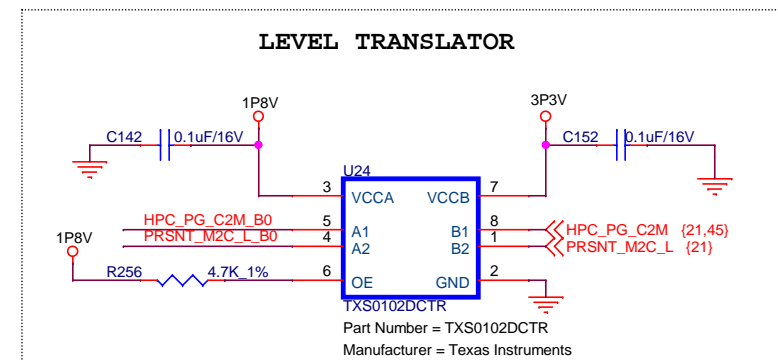 LEVEL TRANSLATOR
1P8V
3P3V
C142 0.1uF/16V
C152 0.1uF/16V
U24
3 VCCA VCCB 7
HPC_PG_C2M_B0 5 A1 B1 8 HPC_PG_C2M {21,45}
PRSNT_M2C_L_B0 4 A2 B2 1 PRSNT_M2C_L {21}
1P8V
R256 4.7K_1% 6 OE GND 2
TXS0102DCTR
Part Number = TXS0102DCTR
Manufacturer = Texas Instruments